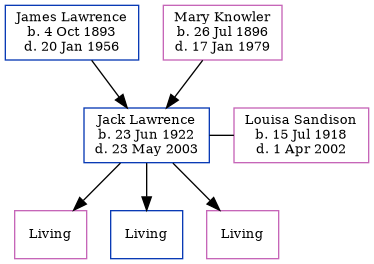 James Lawrence
b. 4 Oct 1893
d. 20 Jan 1956
Mary Knowler
b. 26 Jul 1896
d. 17 Jan 1979
Jack Lawrence
b. 23 Jun 1922
d. 23 May 2003
Louisa Sandison
b. 15 Jul 1918
d. 1 Apr 2002
Living
Living
Living